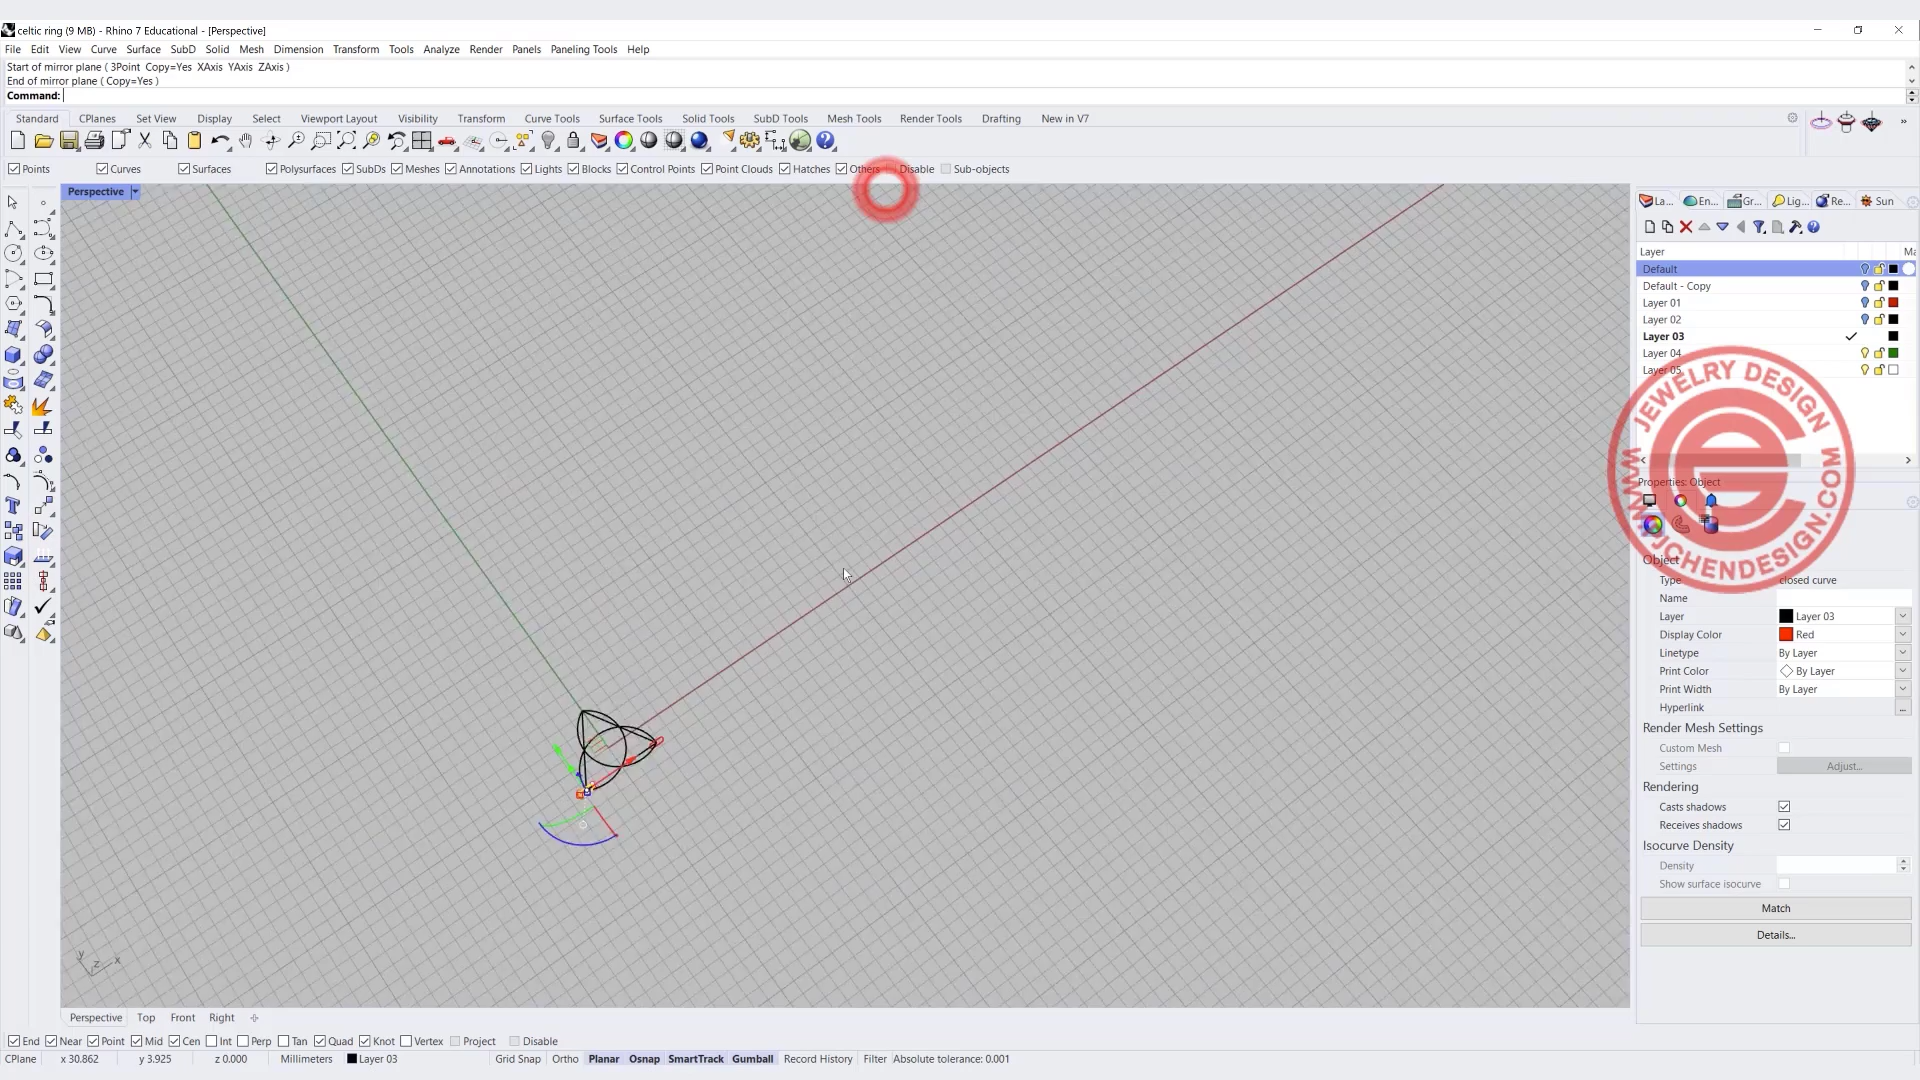 celtic ring (9 MB) - Rhino 7 Educational - [Perspective]
File Edit View Curve Surface SubD Solid Mesh Dimension Transform Tools Analyze Render Panels Paneling Tools Help
Start of mirror plane ( 3Point Copy=Yes XAxis YAxis ZAxis )
End of mirror plane ( Copy=Yes )
Command:
Standard CPlanes Set View Display Select Viewport Layout Visibility Transform Curve Tools Surface Tools Solid Tools SubD Tools Mesh Tools Render Tools Drafting New in V7
Points Curves Surfaces Polysurfaces SubDs Meshes Annotations Lights Blocks Control Points Point Clouds Hatches Others Disable Sub-objects
Perspective
La... En... Gr... Lig... Re... Sun
Layer Ma
Default
Default - Copy
Layer 01
Layer 02
Layer 03
Layer 04
Layer 05
JEWELRY DESIGN
WWW.JCHENDESIGN.COM
Properties: Object
Object
Type closed curve
Name
Layer Layer 03
Display Color Red
Linetype By Layer
Print Color By Layer
Print Width By Layer
Hyperlink ...
Render Mesh Settings
Custom Mesh
Settings Adjust...
Rendering
Casts shadows
Receives shadows
Isocurve Density
Density
Show surface isocurve
Match
Details...
y z x
Perspective Top Front Right
End Near Point Mid Cen Int Perp Tan Quad Knot Vertex Project Disable
CPlane x 30.862 y 3.925 z 0.000 Millimeters Layer 03 Grid Snap Ortho Planar Osnap SmartTrack Gumball Record History Filter Absolute tolerance: 0.001